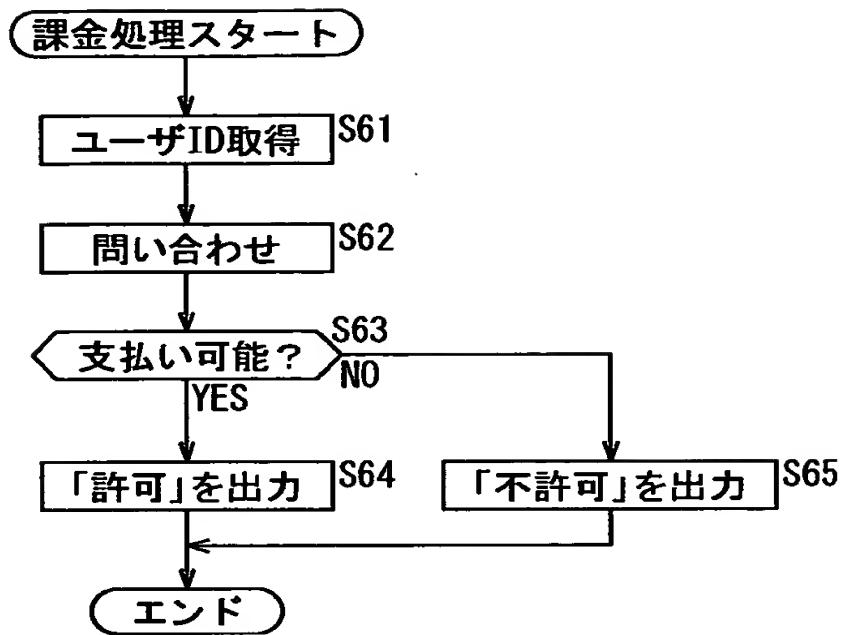 課金処理スタート
ユーザID取得 S61
問い合わせ S62
支払い可能? S63
NO
YES
「許可」を出力 S64
「不許可」を出力 S65
エンド